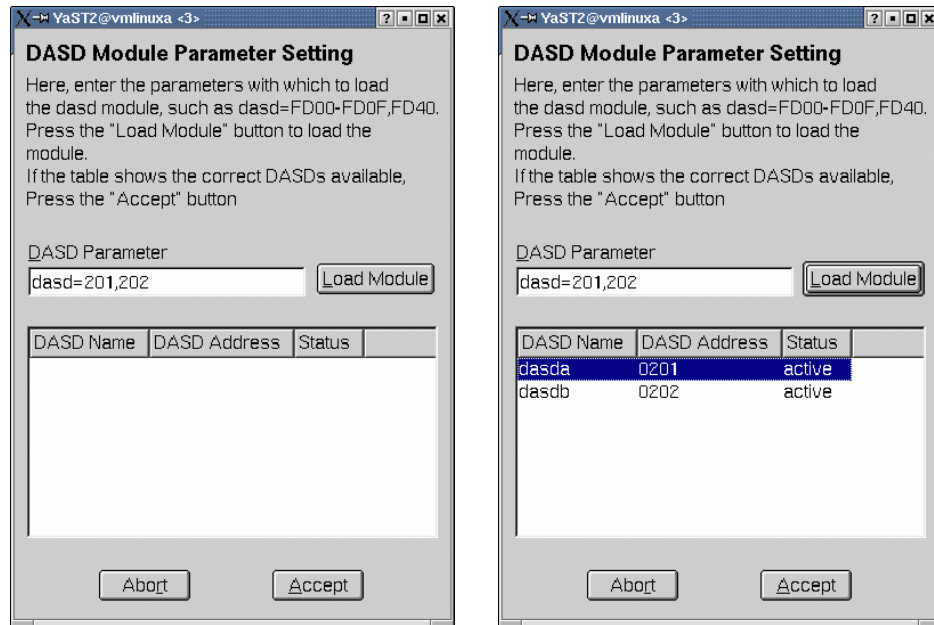 YaST2@vmlinuxa <3>
DASD Module Parameter Setting
Here, enter the parameters with which to load
the dasd module, such as dasd=FD00-FD0F,FD40.
Press the "Load Module" button to load the
module.
If the table shows the correct DASDs available,
Press the "Accept" button
DASD Parameter
dasd=201,202
Load Module
DASD Name DASD Address Status
Abort Accept
YaST2@vmlinuxa <3>
DASD Module Parameter Setting
Here, enter the parameters with which to load
the dasd module, such as dasd=FD00-FD0F,FD40.
Press the "Load Module" button to load the
module.
If the table shows the correct DASDs available,
Press the "Accept" button
DASD Parameter
dasd=201,202
Load Module
DASD Name DASD Address Status
dasda 0201 active
dasdb 0202 active
Abort Accept